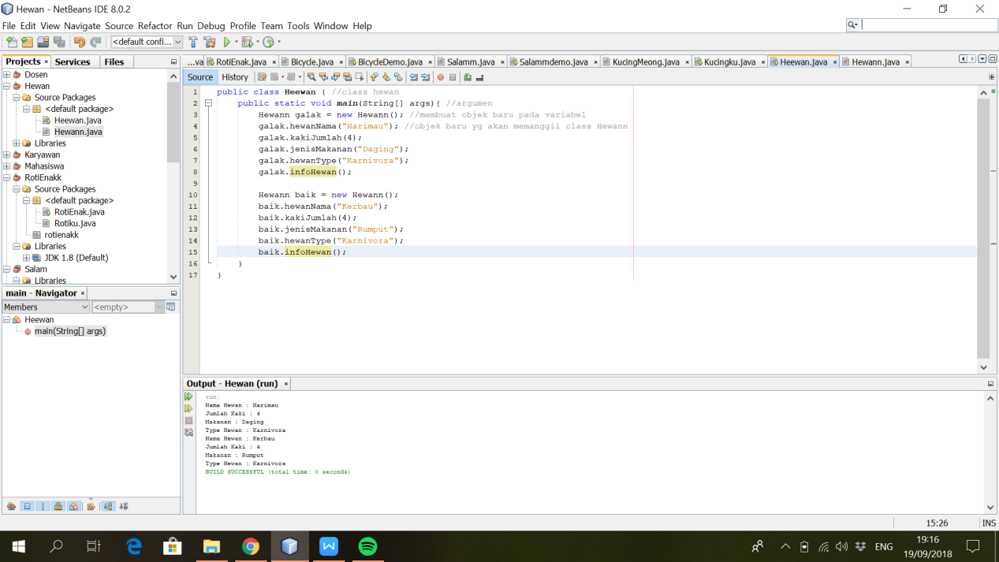 Hewan - NetBeans IDE 8.0.2
File Edit View Navigate Source Refactor Run Debug Profile Team Tools Window Help
<default confi...
Projects × Services Files
...va RotiEnak.java × Bicycle.java × BicycleDemo.java × Salamm.java × Salammdemo.java × KucingMeong.java × Kucingku.java × Heewan.java × Hewann.java ×
Source History
Dosen
Hewan
Source Packages
<default package>
Heewan.java
Hewann.java
Libraries
Karyawan
Mahasiswa
RotiEnakk
Source Packages
<default package>
RotiEnak.java
Rotiku.java
rotienakk
Libraries
JDK 1.8 (Default)
Salam
Libraries
1 public class Heewan { //class hewan
2 public static void main(String[] args){ //argumen
3 Hewann galak = new Hewann(); //membuat objek baru pada variabel
4 galak.hewanNama("Harimau"); //objek baru yg akan memanggil class Hewann
5 galak.kakiJumlah(4);
6 galak.jenisMakanan("Daging");
7 galak.hewanType("Karnivora");
8 galak.infoHewan();
9
10 Hewann baik = new Hewann();
11 baik.hewanNama("Kerbau");
12 baik.kakiJumlah(4);
13 baik.jenisMakanan("Rumput");
14 baik.hewanType("Karnivora");
15 baik.infoHewan();
16 }
17 }
main - Navigator ×
Members <empty>
Heewan
main(String[] args)
Output - Hewan (run) ×
run:
Nama Hewan : Harimau
Jumlah Kaki : 4
Makanan : Daging
Type Hewan : Karnivora
Nama Hewan : Kerbau
Jumlah Kaki : 4
Makanan : Rumput
Type Hewan : Karnivora
BUILD SUCCESSFUL (total time: 0 seconds)
15:26 INS
ENG
19:16
19/09/2018